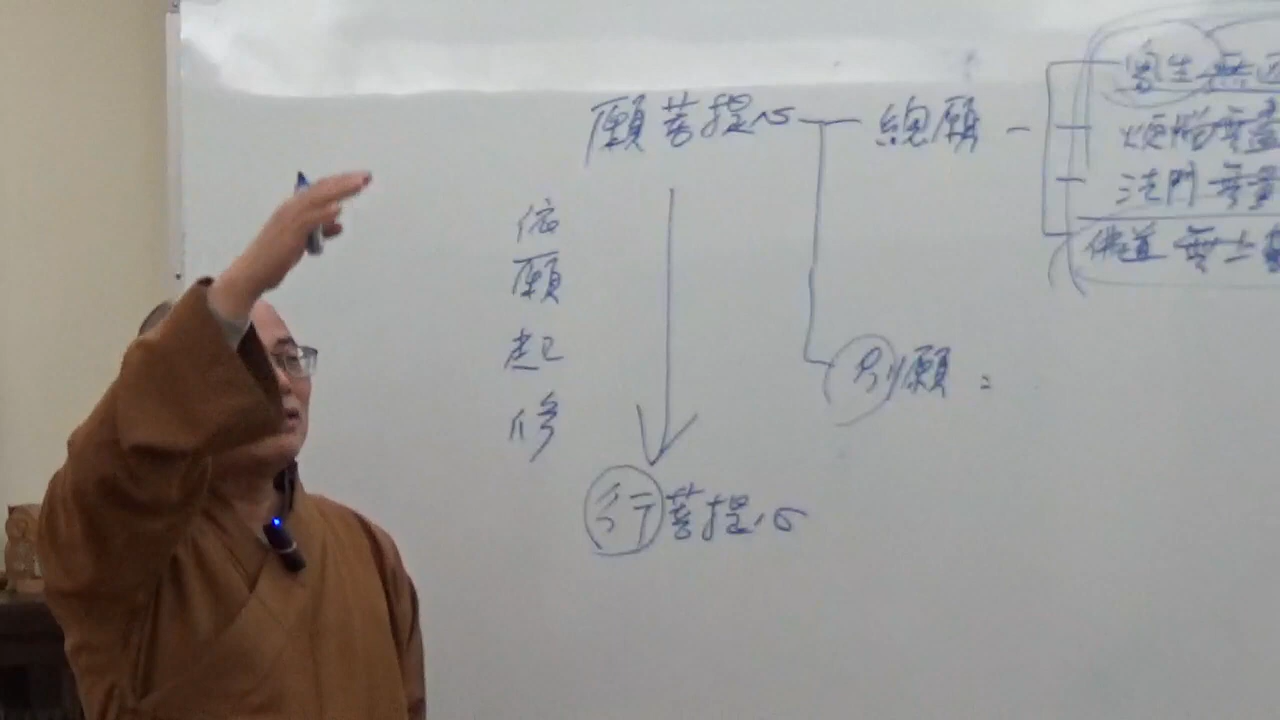 願菩提心 — 總願 —
眾生無邊
煩惱無盡
法門無量
佛道無上
依願起修
別願:
行菩提心